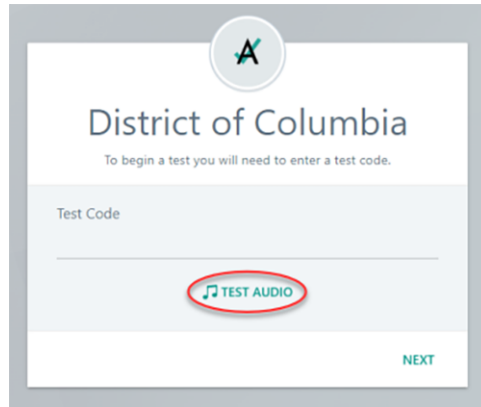 District of Columbia
To begin a test you will need to enter a test code.
Test Code
TEST AUDIO
NEXT